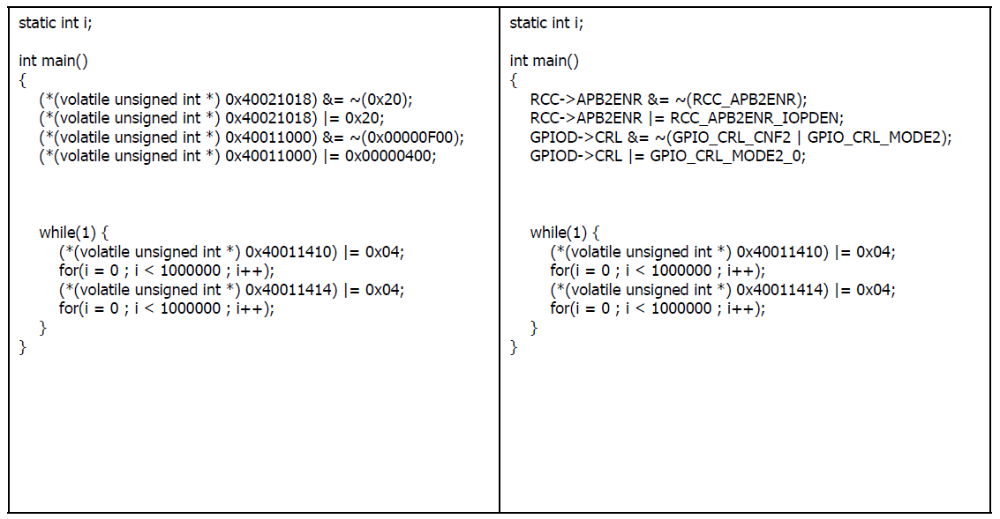 static int i;
int main()
{
(*(volatile unsigned int *) 0x40021018) &= ~(0x20);
(*(volatile unsigned int *) 0x40021018) |= 0x20;
(*(volatile unsigned int *) 0x40011000) &= ~(0x00000F00);
(*(volatile unsigned int *) 0x40011000) |= 0x00000400;
while(1) {
(*(volatile unsigned int *) 0x40011410) |= 0x04;
for(i = 0 ; i < 1000000 ; i++);
(*(volatile unsigned int *) 0x40011414) |= 0x04;
for(i = 0 ; i < 1000000 ; i++);
}
}
static int i;
int main()
{
RCC->APB2ENR &= ~(RCC_APB2ENR);
RCC->APB2ENR |= RCC_APB2ENR_IOPDEN;
GPIOD->CRL &= ~(GPIO_CRL_CNF2 | GPIO_CRL_MODE2);
GPIOD->CRL |= GPIO_CRL_MODE2_0;
while(1) {
(*(volatile unsigned int *) 0x40011410) |= 0x04;
for(i = 0 ; i < 1000000 ; i++);
(*(volatile unsigned int *) 0x40011414) |= 0x04;
for(i = 0 ; i < 1000000 ; i++);
}
}